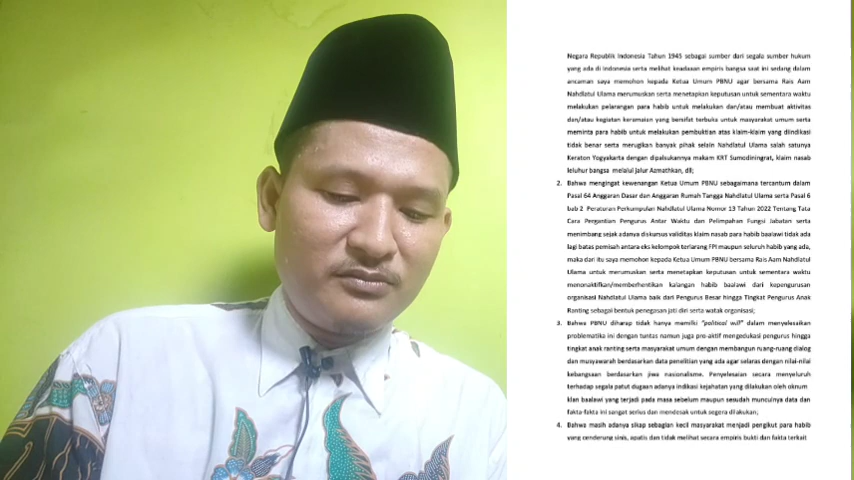 Negara Republik Indonesia Tahun 1945 sebagai sumber dari segala sumber hukum
yang ada di Indonesia serta melihat keadaan empiris bangsa saat ini sedang dalam
ancaman saya memohon kepada Ketua Umum PBNU agar bersama Rais Aam
Nahdlatul Ulama merumuskan serta menetapkan keputusan untuk sementara waktu
melakukan pelarangan para habib untuk melakukan dan/atau membuat aktivitas
dan/atau kegiatan keramaian yang bersifat terbuka untuk masyarakat umum serta
meminta para habib untuk melakukan pembuktian atas klaim-klaim yang diindikasi
tidak benar serta merugikan banyak pihak selain Nahdlatul Ulama salah satunya
Keraton Yogyakarta dengan dipalsukannya makam KRT Sumodiningrat, klaim nasab
leluhur bangsa melalui jalur Azmathkan, dll;
2. Bahwa mengingat kewenangan Ketua Umum PBNU sebagaimana tercantum dalam
Pasal 64 Anggaran Dasar dan Anggaran Rumah Tangga Nahdlatul Ulama serta Pasal 6
bab 2 Peraturan Perkumpulan Nahdlatul Ulama Nomor 13 Tahun 2022 Tentang Tata
Cara Pergantian Pengurus Antar Waktu dan Pelimpahan Fungsi Jabatan serta
menimbang sejak adanya diskursus validitas klaim nasab para habib baalwi tidak ada
lagi batas pemisah antara eks kelompok terlarang FPI maupun seluruh habib yang ada,
maka dari itu saya memohon kepada Ketua Umum PBNU bersama Rais Aam Nahdlatul
Ulama untuk merumuskan serta menetapkan keputusan untuk sementara waktu
menonaktifkan/memberhentikan kalangan habib baalwi dari kepengurusan
organisasi Nahdlatul Ulama baik dari Pengurus Besar hingga Tingkat Pengurus Anak
Ranting sebagai bentuk penegasan jati diri serta watak organisasi;
3. Bahwa PBNU diharap tidak hanya memiliki "political will" dalam menyelesaikan
problematika ini dengan tuntas namun juga pro-aktif mengedukasi pengurus hingga
tingkat anak ranting serta masyarakat umum dengan membangun ruang-ruang dialog
dan musyawarah berdasarkan data penelitian yang ada agar selaras dengan nilai-nilai
kebangsaan berdasarkan jiwa nasionalisme. Penyelesaian secara menyeluruh
terhadap segala patut dugaan adanya indikasi kejahatan yang dilakukan oleh oknum
klan baalwi yang terjadi pada masa sebelum maupun sesudah munculnya data dan
fakta-fakta ini sangat serius dan mendesak untuk segera dilakukan;
4. Bahwa masih adanya sikap sebagian kecil masyarakat menjadi pengikut para habib
yang cenderung sinis, apatis dan tidak melihat secara empiris bukti dan fakta terkait